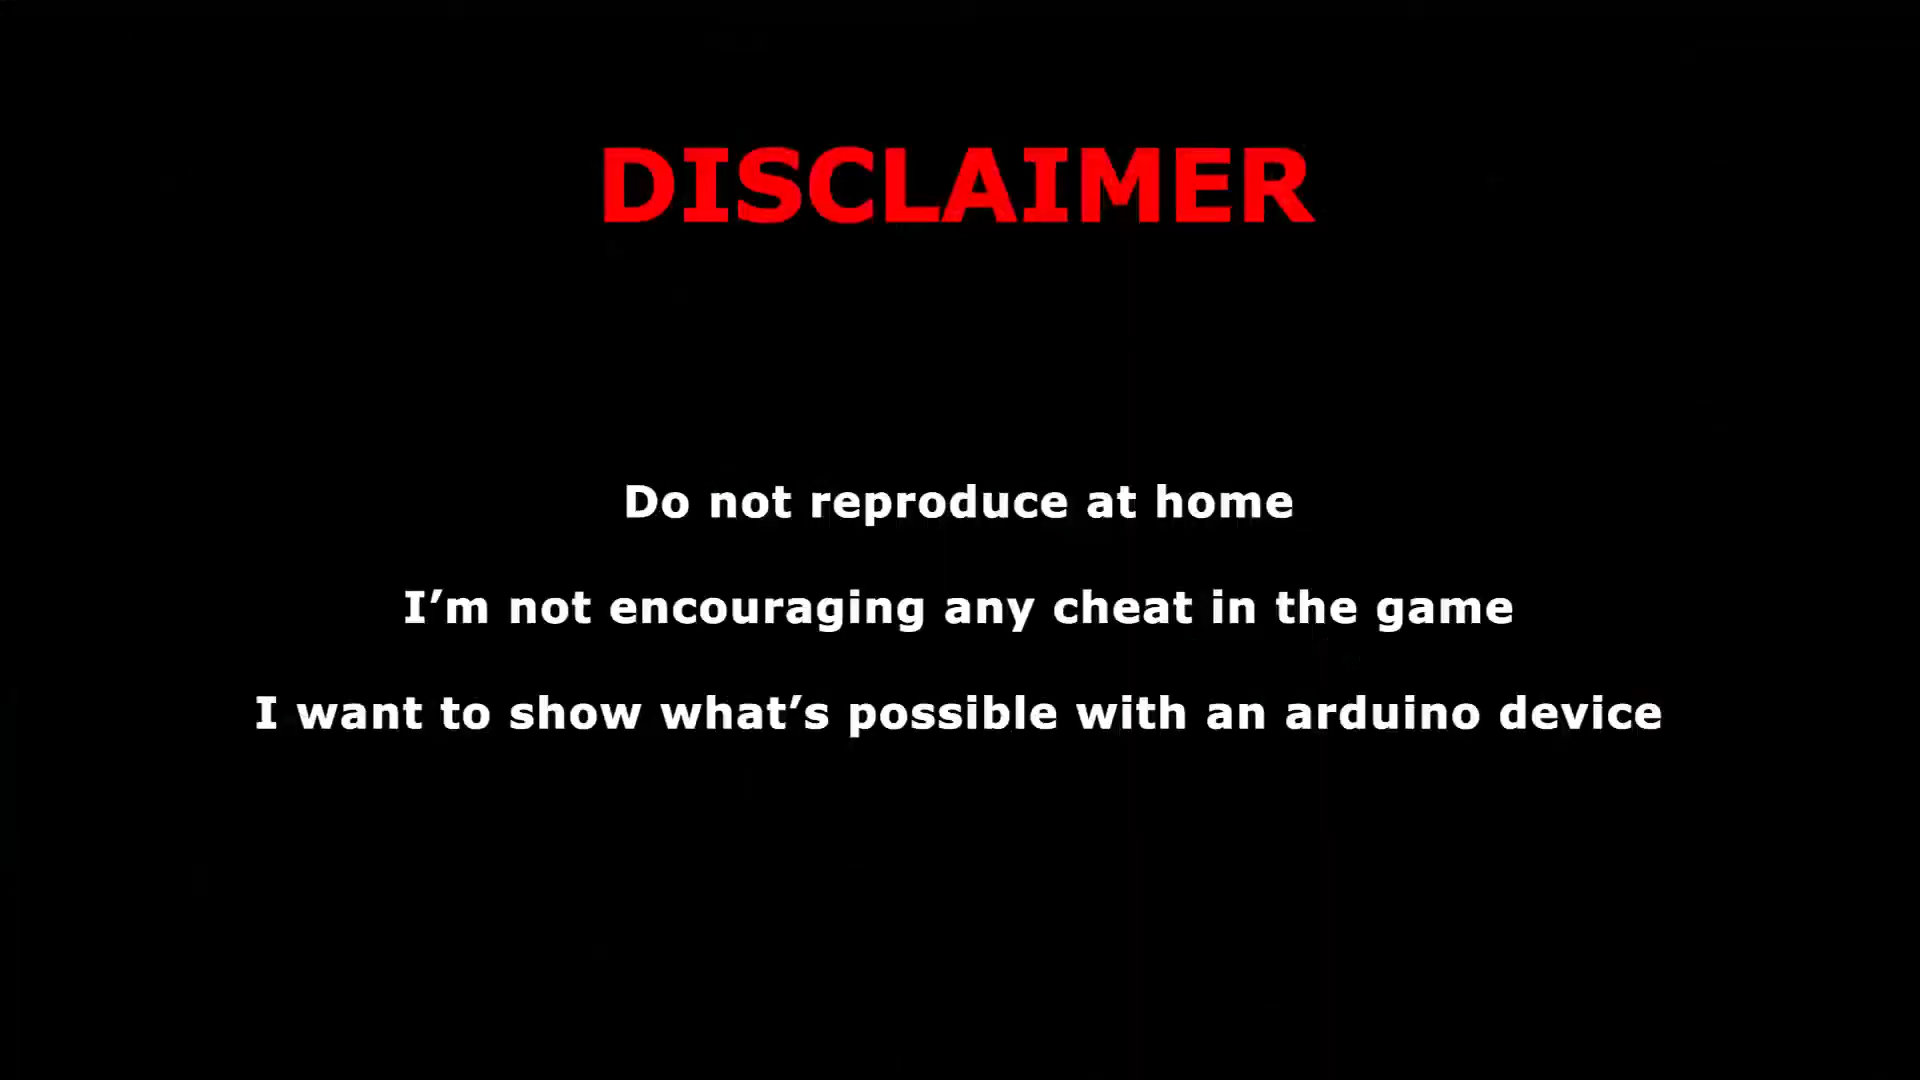 DISCLAIMER
Do not reproduce at home
I’m not encouraging any cheat in the game
I want to show what’s possible with an arduino device